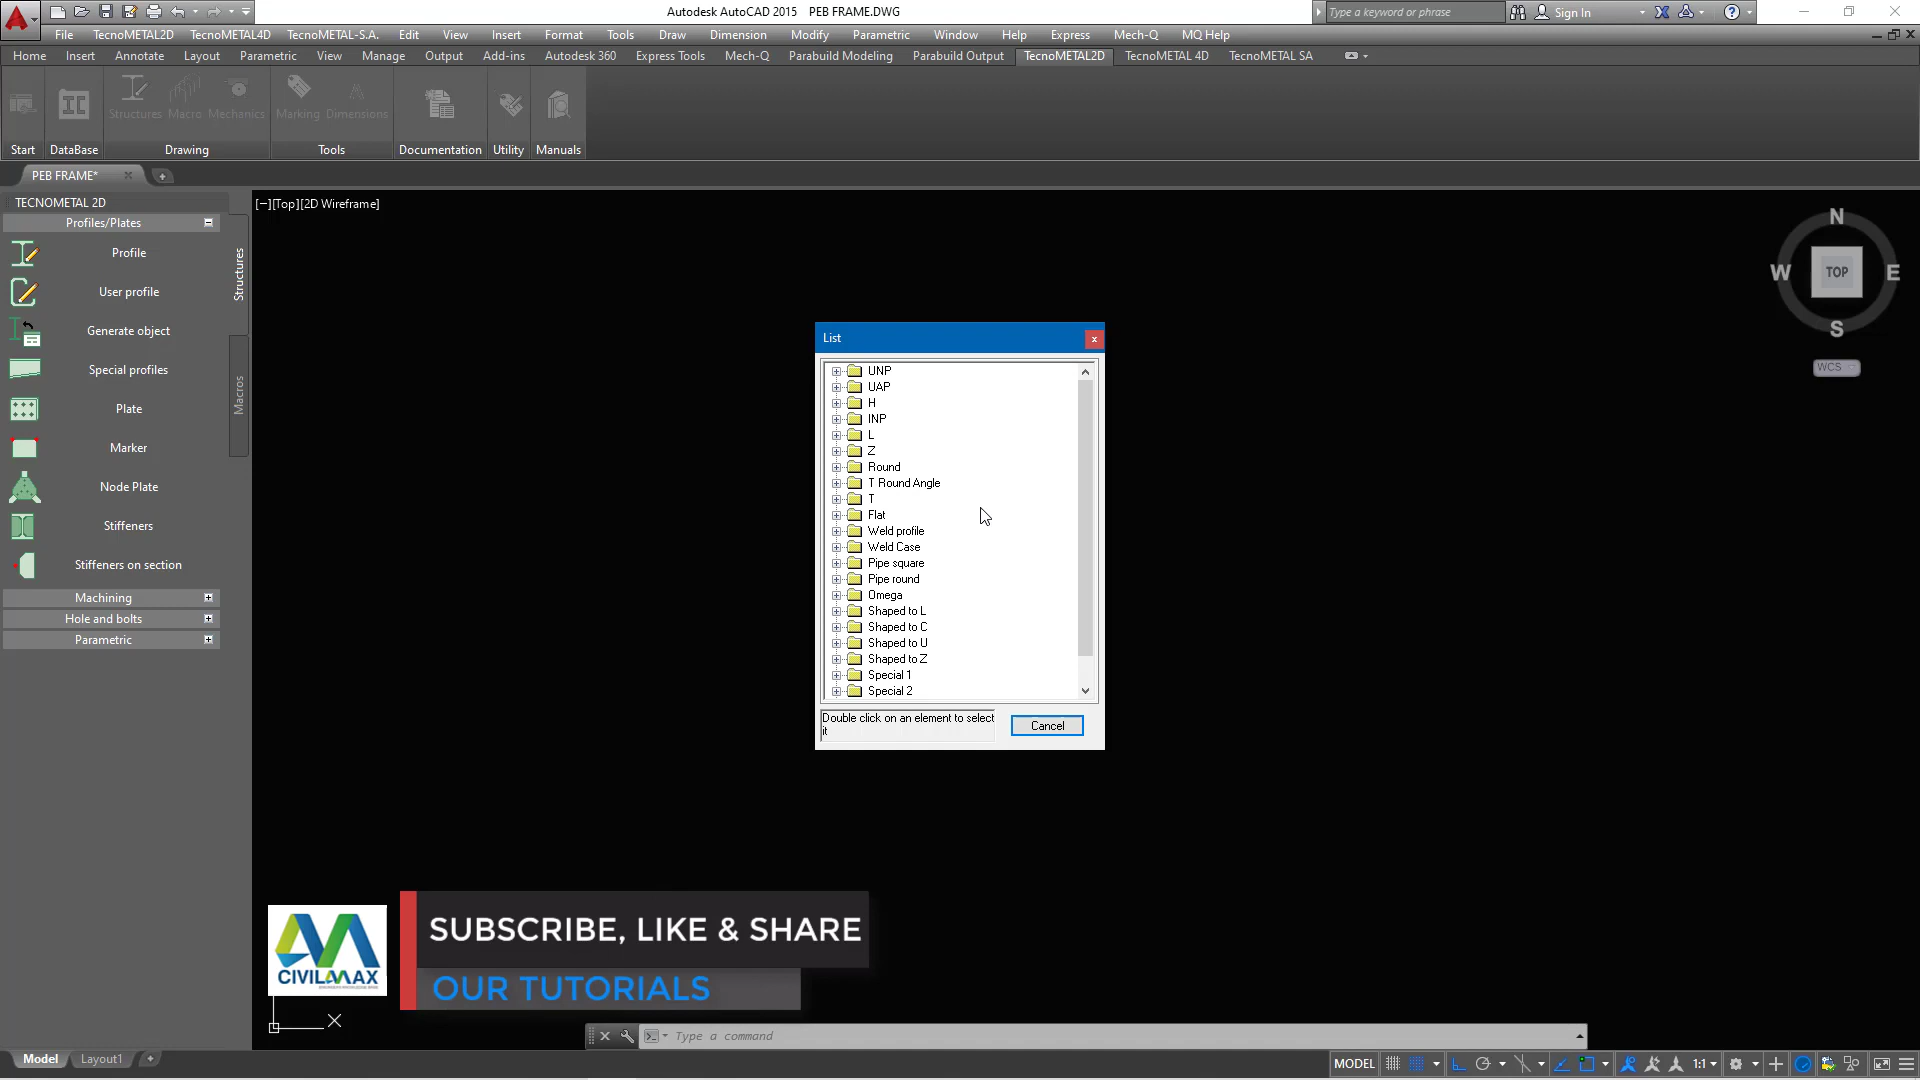 Autodesk AutoCAD 2015 PEB FRAME.DWG
Type a keyword or phrase
Sign In
File TecnoMETAL2D TecnoMETAL4D TecnoMETAL-S.A. Edit View Insert Format Tools Draw Dimension Modify Parametric Window Help Express Mech-Q MQ Help
Home Insert Annotate Layout Parametric View Manage Output Add-ins Autodesk 360 Express Tools Mech-Q Parabuild Modeling Parabuild Output TecnoMETAL2D TecnoMETAL 4D TecnoMETAL SA
Structures Macro Mechanics Marking Dimensions
Start DataBase Drawing Tools Documentation Utility Manuals
PEB FRAME*
TECNOMETAL 2D
Profiles/Plates
Profile
User profile
Generate object
Special profiles
Plate
Marker
Node Plate
Stiffeners
Stiffeners on section
Machining
Hole and bolts
Parametric
Structures
Macros
[−][Top][2D Wireframe]
N
W TOP E
S
WCS
List
UNP
UAP
H
INP
L
Z
Round
T Round Angle
T
Flat
Weld profile
Weld Case
Pipe square
Pipe round
Omega
Shaped to L
Shaped to C
Shaped to U
Shaped to Z
Special 1
Special 2
Double click on an element to select
it
Cancel
CIVILMAX
SUBSCRIBE, LIKE & SHARE
OUR TUTORIALS
Type a command
Model Layout1
MODEL
1:1